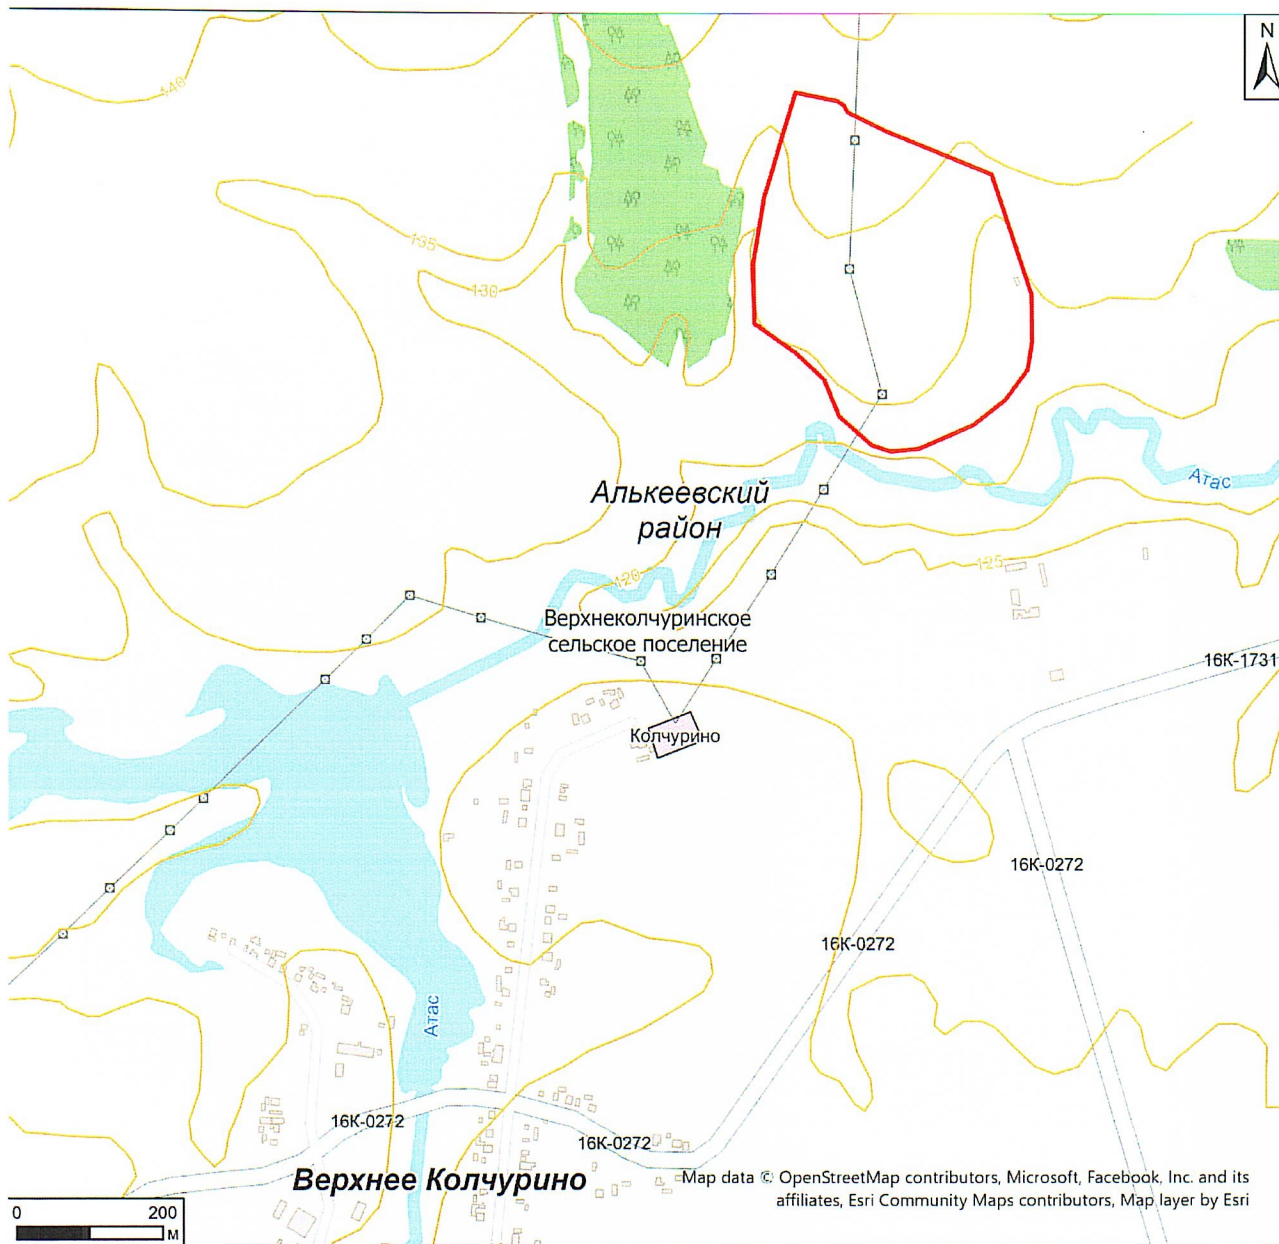 N
140
135
130
Атас
Алькеевский
район
125
120
Верхнеколчуринское
сельское поселение
16К-1731
Колчурино
16К-0272
16К-0272
Атас
16К-0272
16К-0272
Верхнее Колчурино
Map data © OpenStreetMap contributors, Microsoft, Facebook, Inc. and its
affiliates, Esri Community Maps contributors, Map layer by Esri
0 200
М